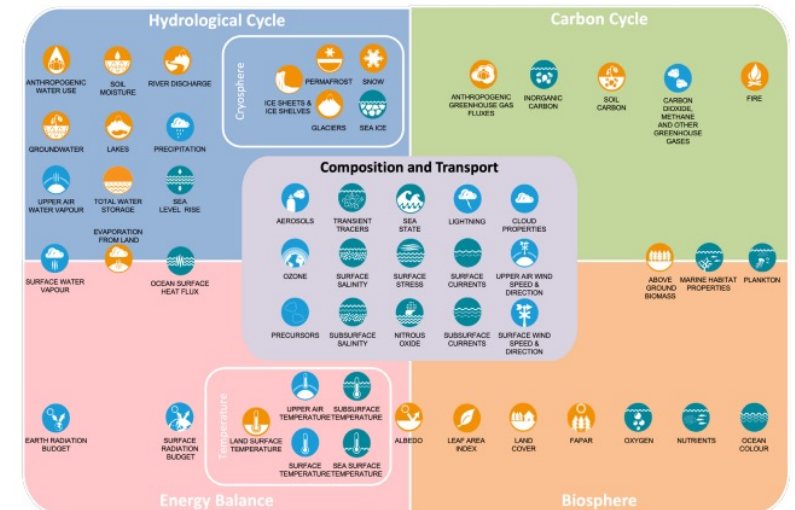 Hydrological Cycle
Carbon Cycle
ANTHROPOGENIC
WATER USE
SOIL
MOISTURE
RIVER DISCHARGE
Cryosphere
PERMAFROST
SNOW
ICE SHEETS &
ICE SHELVES
GLACIERS
SEA ICE
ANTHROPOGENIC
GREENHOUSE GAS
FLUXES
INORGANIC
CARBON
SOIL
CARBON
CARBON
DIOXIDE,
METHANE
AND OTHER
GREENHOUSE
GASES
FIRE
GROUNDWATER
LAKES
PRECIPITATION
UPPER AIR
WATER VAPOUR
TOTAL WATER
STORAGE
SEA
LEVEL RISE
EVAPORATION
FROM LAND
SURFACE WATER
VAPOUR
OCEAN SURFACE
HEAT FLUX
Composition and Transport
AEROSOLS
TRANSIENT
TRACERS
SEA
STATE
LIGHTNING
CLOUD
PROPERTIES
OZONE
SURFACE
SALINITY
SURFACE
STRESS
SURFACE
CURRENTS
UPPER AIR WIND
SPEED &
DIRECTION
PRECURSORS
SUBSURFACE
SALINITY
NITROUS
OXIDE
SUBSURFACE
CURRENTS
SURFACE WIND
SPEED &
DIRECTION
ABOVE
GROUND
BIOMASS
MARINE HABITAT
PROPERTIES
PLANKTON
EARTH RADIATION
BUDGET
SURFACE
RADIATION
BUDGET
Temperature
LAND SURFACE
TEMPERATURE
UPPER AIR
TEMPERATURE
SUBSURFACE
TEMPERATURE
SURFACE
TEMPERATURE
SEA SURFACE
TEMPERATURE
ALBEDO
LEAF AREA
INDEX
LAND
COVER
FAPAR
OXYGEN
NUTRIENTS
OCEAN
COLOUR
Energy Balance
Biosphere